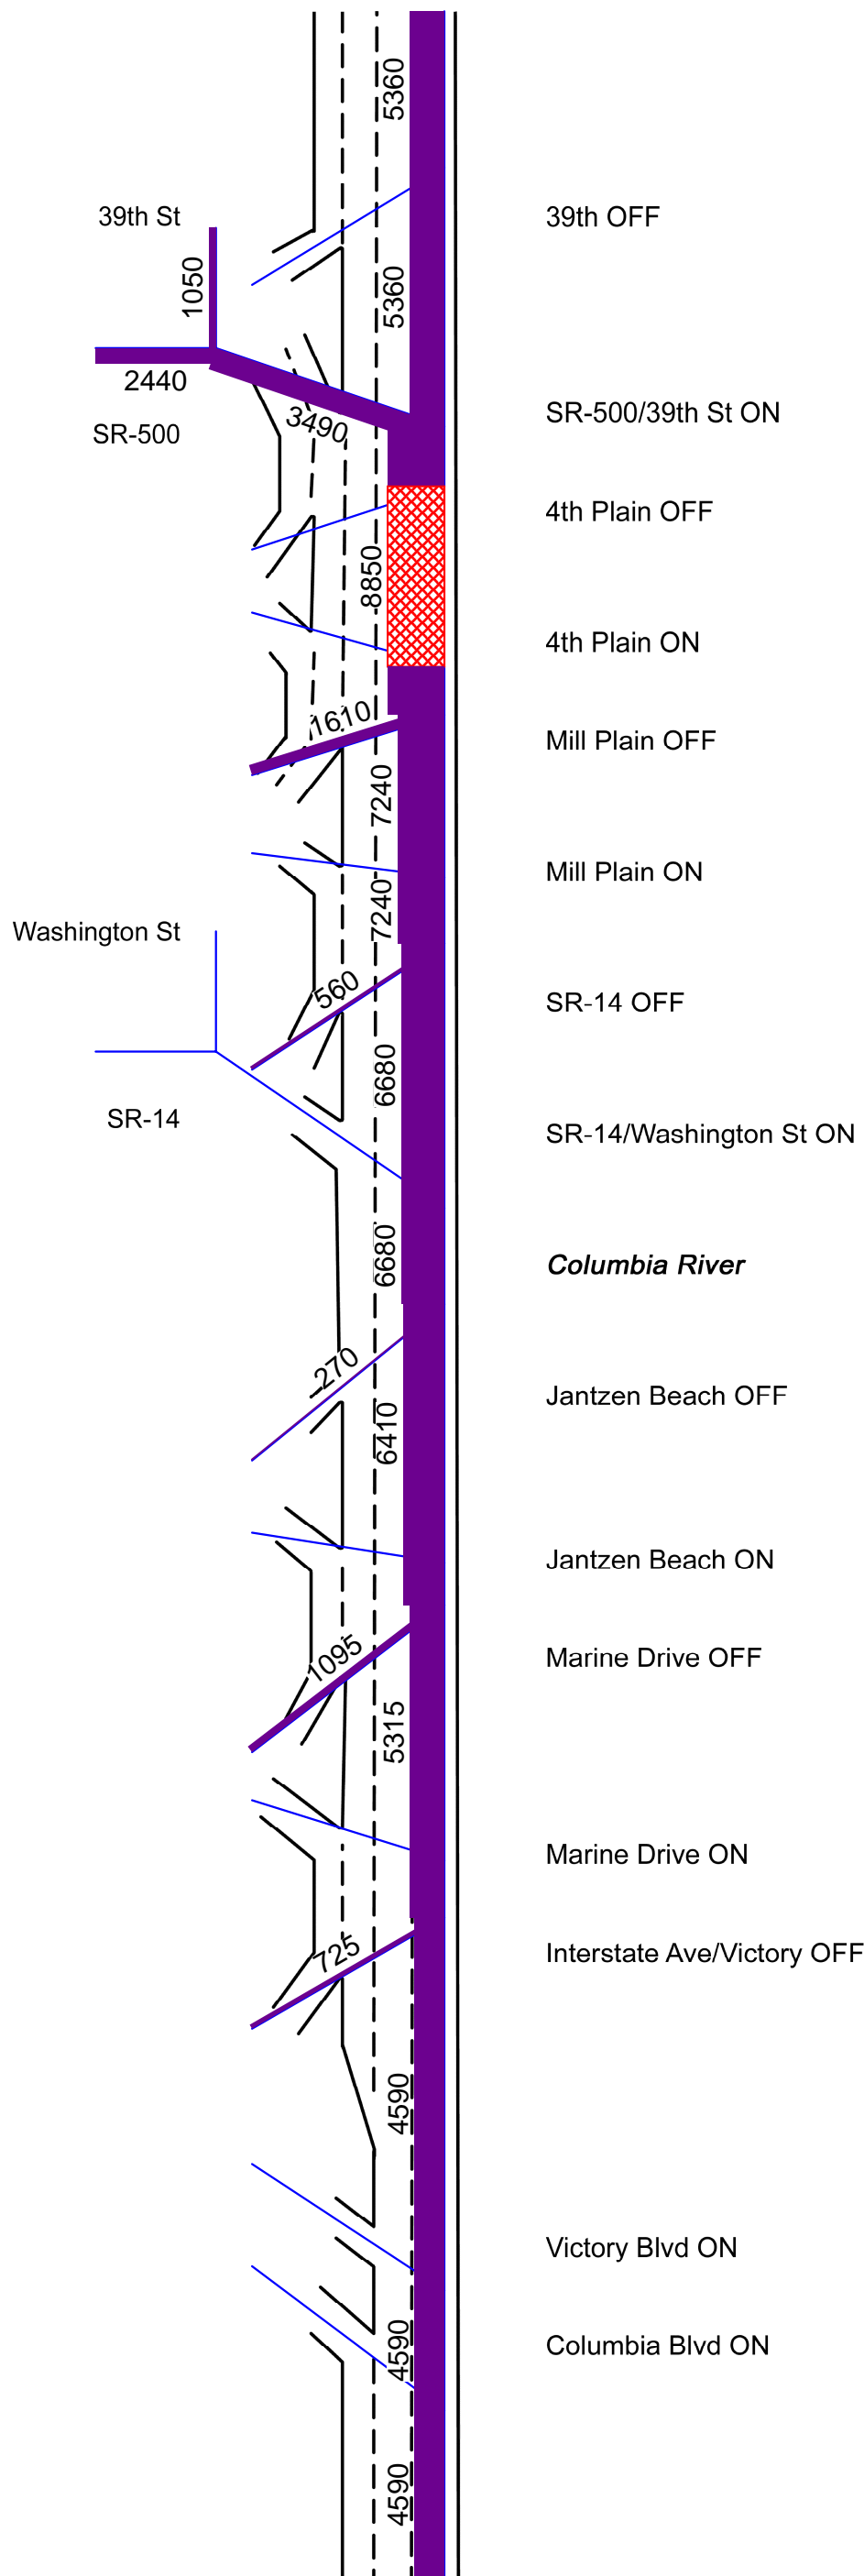 5360
39th St
39th OFF
1050
5360
2440
SR-500/39th St ON
3490
SR-500
4th Plain OFF
8850
4th Plain ON
1610
Mill Plain OFF
7240
Mill Plain ON
7240
Washington St
560
SR-14 OFF
6680
SR-14
SR-14/Washington St ON
6680
Columbia River
270
Jantzen Beach OFF
6410
Jantzen Beach ON
1095
Marine Drive OFF
5315
Marine Drive ON
725
Interstate Ave/Victory OFF
4590
Victory Blvd ON
4590
Columbia Blvd ON
4590